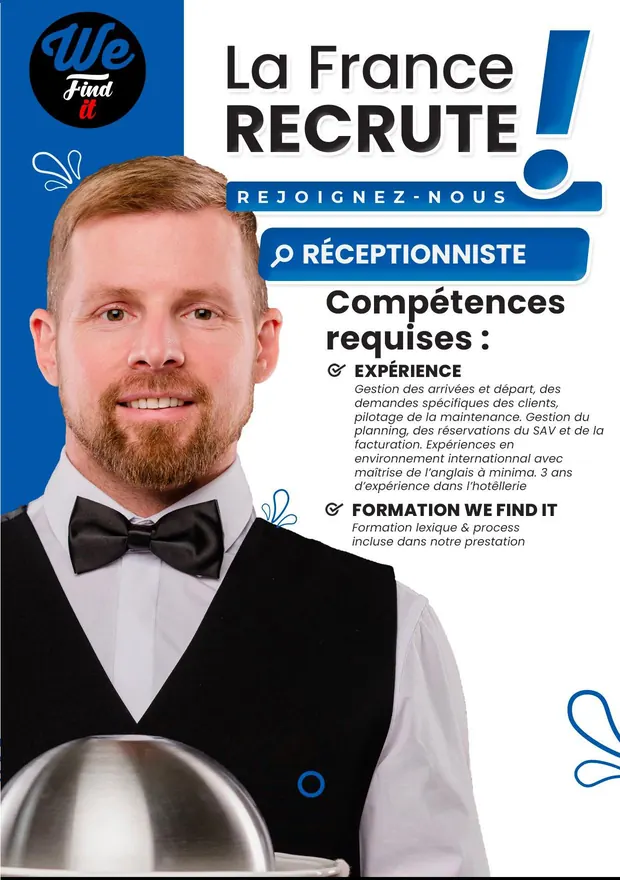 We
Find
it
La France
RECRUTE !
REJOIGNEZ-NOUS
RÉCEPTIONNISTE
Compétences
requises :
EXPÉRIENCE
Gestion des arrivées et départ, des
demandes spécifiques des clients,
pilotage de la maintenance. Gestion du
planning, des réservations du SAV et de la
facturation. Expériences en
environnement internationnal avec
maîtrise de l'anglais à minima. 3 ans
d'expérience dans l'hotêllerie
FORMATION WE FIND IT
Formation lexique & process
incluse dans notre prestation